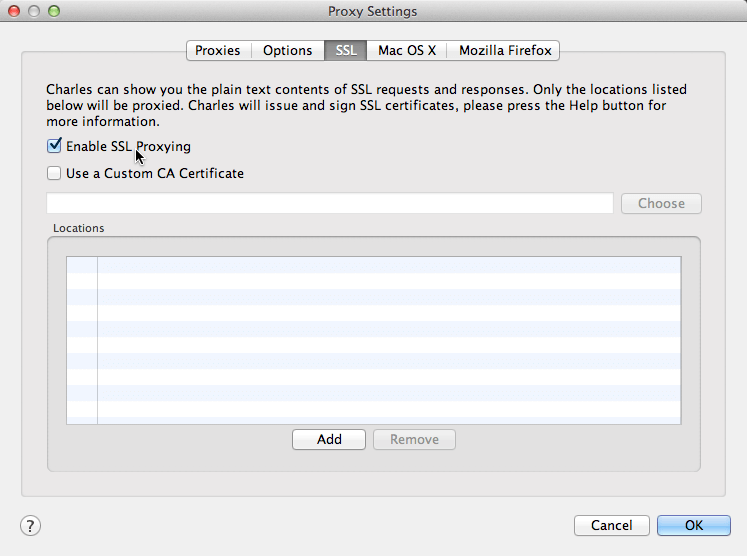 Proxy Settings
Proxies Options SSL Mac OS X Mozilla Firefox
Charles can show you the plain text contents of SSL requests and responses. Only the locations listed
below will be proxied. Charles will issue and sign SSL certificates, please press the Help button for
more information.
Enable SSL Proxying
Use a Custom CA Certificate
Choose
Locations
Add Remove
? Cancel OK